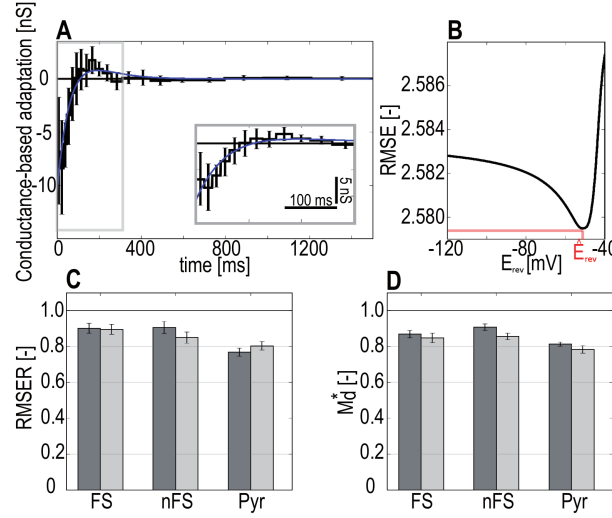 A
B
Conductance-based adaptation [nS]
0
-5
-10
0
400
800
1200
time [ms]
100 ms
5 nS
RMSE [-]
2.586
2.584
2.582
2.580
-120
-80
-40
E rev [mV]
E rev
C
D
RMSER [-]
1.0
0.8
0.6
0.4
0.2
0
FS
nFS
Pyr
Md* [-]
1.0
0.8
0.6
0.4
0.2
0
FS
nFS
Pyr